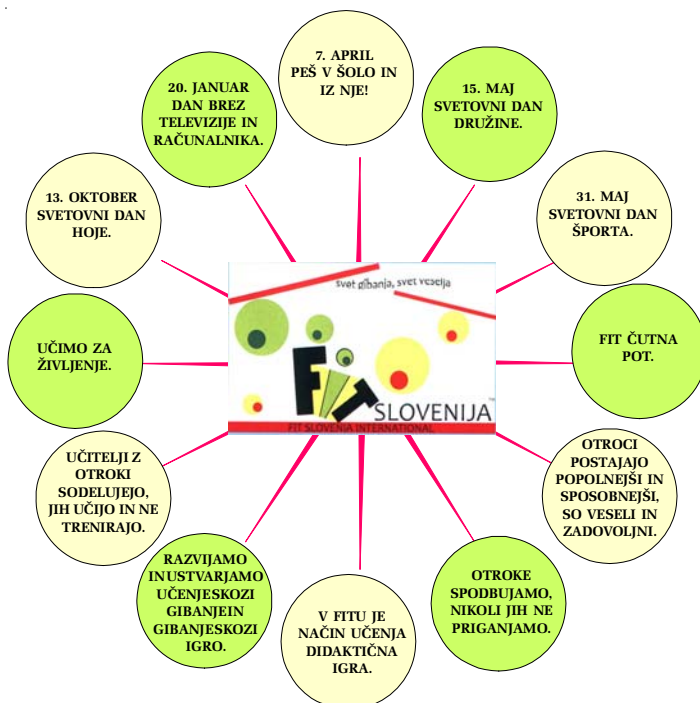 .
7. APRIL
PEŠ V ŠOLO IN
IZ NJE!
15. MAJ
SVETOVNI DAN
DRUŽINE.
31. MAJ
SVETOVNI DAN
ŠPORTA.
FIT ČUTNA
POT.
OTROCI
POSTAJAJO
POPOLNEJŠI IN
SPOSOBNEJŠI,
SO VESELI IN
ZADOVOLJNI.
OTROKE
SPODBUJAMO,
NIKOLI JIH NE
PRIGANJAMO.
V FITU JE
NAČIN UČENJA
DIDAKTIČNA
IGRA.
RAZVIJAMO
INUSTVARJAMO
UČENJESKOZI
GIBANJEIN
GIBANJESKOZI
IGRO.
UČITELJI Z
OTROKI
SODELUJEJO,
JIH UČIJO IN NE
TRENIRAJO.
UČIMO ZA
ŽIVLJENJE.
13. OKTOBER
SVETOVNI DAN
HOJE.
20. JANUAR
DAN BREZ
TELEVIZIJE IN
RAČUNALNIKA.
svet gibanja, svet veselja
FIT
SLOVENIJA
FIT SLOVENIA INTERNATIONAL